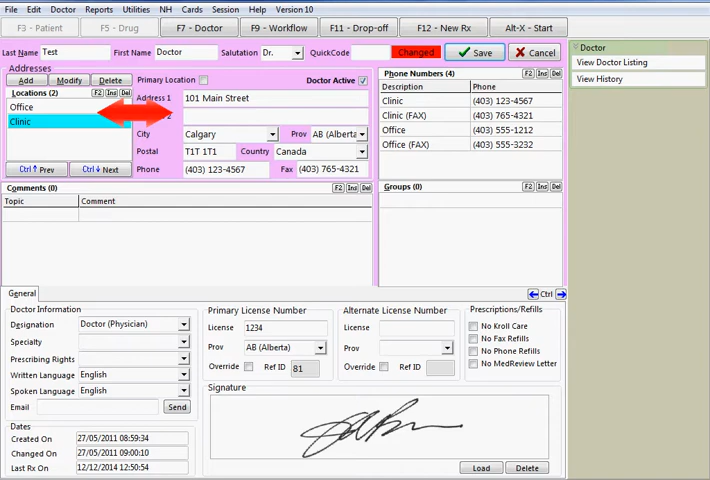 File Edit Doctor Reports Utilities NH Cards Session Help Version 10
F3 - Patient F5 - Drug F7 - Doctor F9 - Workflow F11 - Drop-off F12 - New Rx Alt-X - Start
Last Name Test First Name Doctor Salutation Dr. QuickCode Changed Save Cancel
Doctor
View Doctor Listing
View History
Addresses
Add Modify Delete Primary Location Doctor Active
Locations (2) F2 Ins Del
Office
Clinic
Ctrl Prev Ctrl Next
Address 1 101 Main Street
2
City Calgary Prov AB (Alberta
Postal T1T 1T1 Country Canada
Phone (403) 123-4567 Fax (403) 765-4321
Phone Numbers (4) F2 Ins Del
Description Phone
Clinic (403) 123-4567
Clinic (FAX) (403) 765-4321
Office (403) 555-1212
Office (FAX) (403) 555-3232
Comments (0) F2 Ins Del
Topic Comment
Groups (0) F2 Ins Del
Ctrl
General
Doctor Information
Designation Doctor (Physician)
Specialty
Prescribing Rights
Written Language English
Spoken Language English
Email Send
Dates
Created On 27/05/2011 08:59:34
Changed On 27/05/2011 09:00:10
Last Rx On 12/12/2014 12:50:54
Primary License Number
License 1234
Prov AB (Alberta)
Override Ref ID 81
Alternate License Number
License
Prov
Override Ref ID
Prescriptions/Refills
No Kroll Care
No Fax Refills
No Phone Refills
No MedReview Letter
Signature
Load Delete